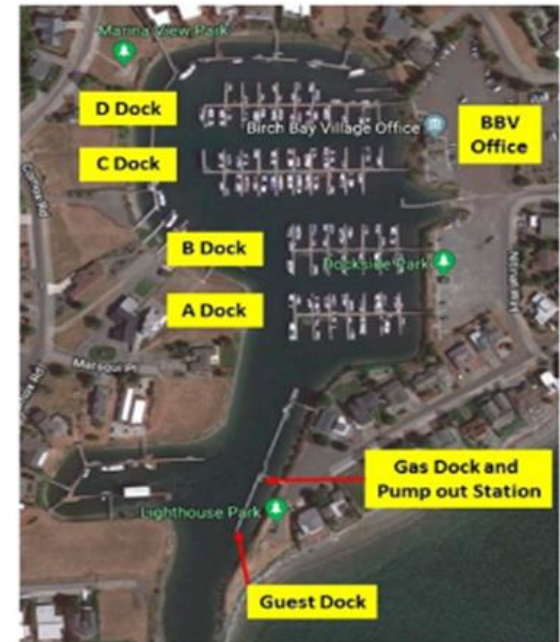 Marina View Park
D Dock
Birch Bay Village Office
BBV
Office
C Dock
B Dock
Dockside Park
A Dock
Maraqui Pl
Gas Dock and
Pump out Station
Lighthouse Park
Guest Dock